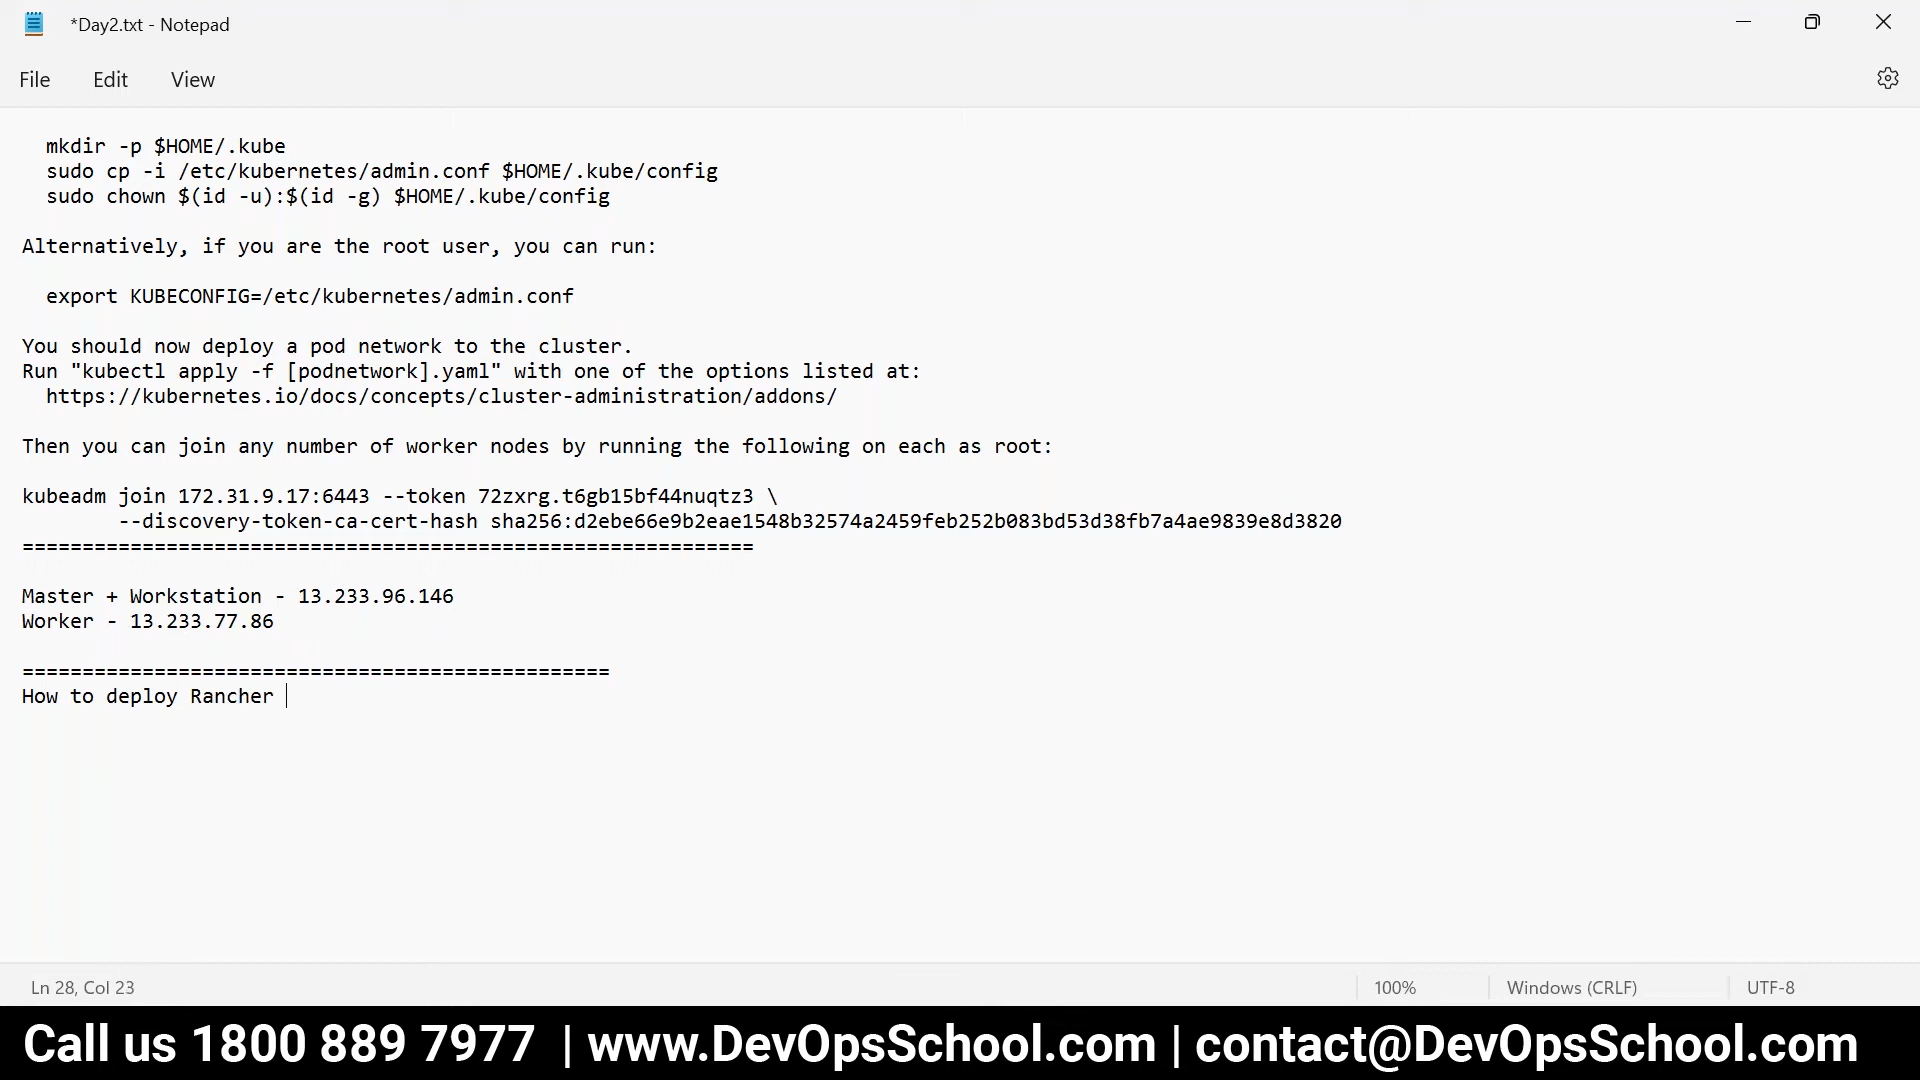 *Day2.txt - Notepad
File Edit View
mkdir -p $HOME/.kube
sudo cp -i /etc/kubernetes/admin.conf $HOME/.kube/config
sudo chown $(id -u):$(id -g) $HOME/.kube/config
Alternatively, if you are the root user, you can run:
export KUBECONFIG=/etc/kubernetes/admin.conf
You should now deploy a pod network to the cluster.
Run "kubectl apply -f [podnetwork].yaml" with one of the options listed at:
https://kubernetes.io/docs/concepts/cluster-administration/addons/
Then you can join any number of worker nodes by running the following on each as root:
kubeadm join 172.31.9.17:6443 --token 72zxrg.t6gb15bf44nuqtz3 \
--discovery-token-ca-cert-hash sha256:d2ebe66e9b2eae1548b32574a2459feb252b083bd53d38fb7a4ae9839e8d3820
=============================================================
Master + Workstation - 13.233.96.146
Worker - 13.233.77.86
=================================================
How to deploy Rancher
Ln 28, Col 23 100% Windows (CRLF) UTF-8
Call us 1800 889 7977 | www.DevOpsSchool.com | contact@DevOpsSchool.com